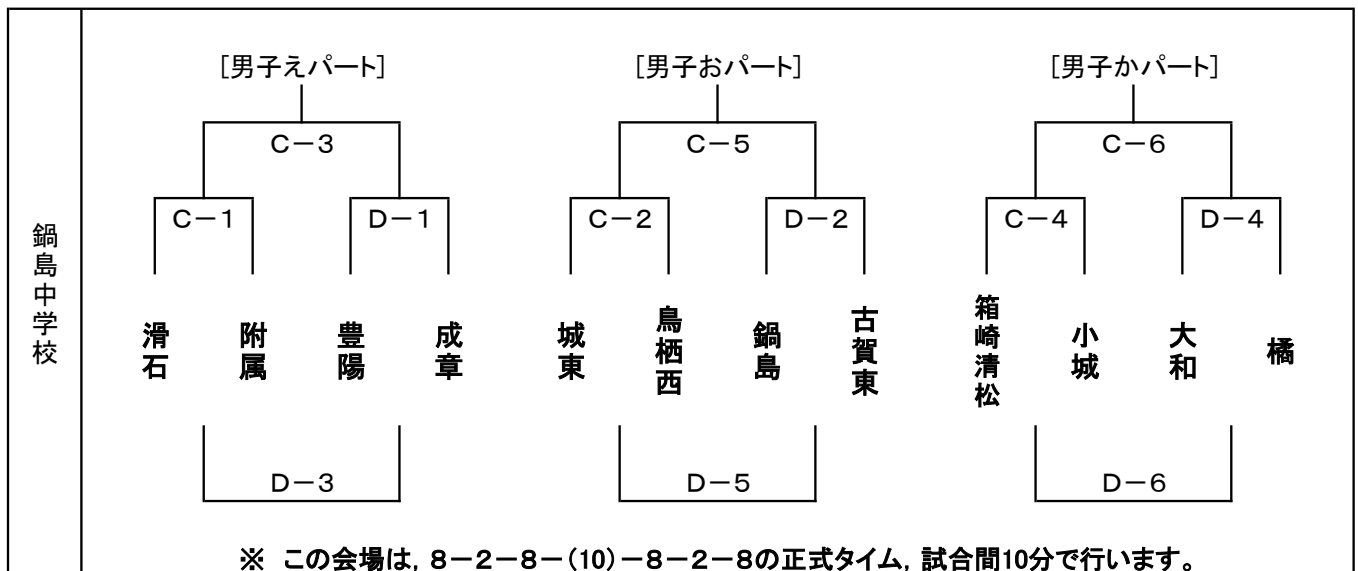 鍋島中学校
[男子えパート] [男子おパート] [男子かパート]
C-3 C-5 C-6
C-1 D-1 C-2 D-2 C-4 D-4
滑石 附属 豊陽 成章 城東 鳥栖西 鍋島 古賀東 箱崎清松 小城 大和 橘
D-3 D-5 D-6
※ この会場は, 8-2-8-(10)-8-2-8の正式タイム, 試合間10分で行います。